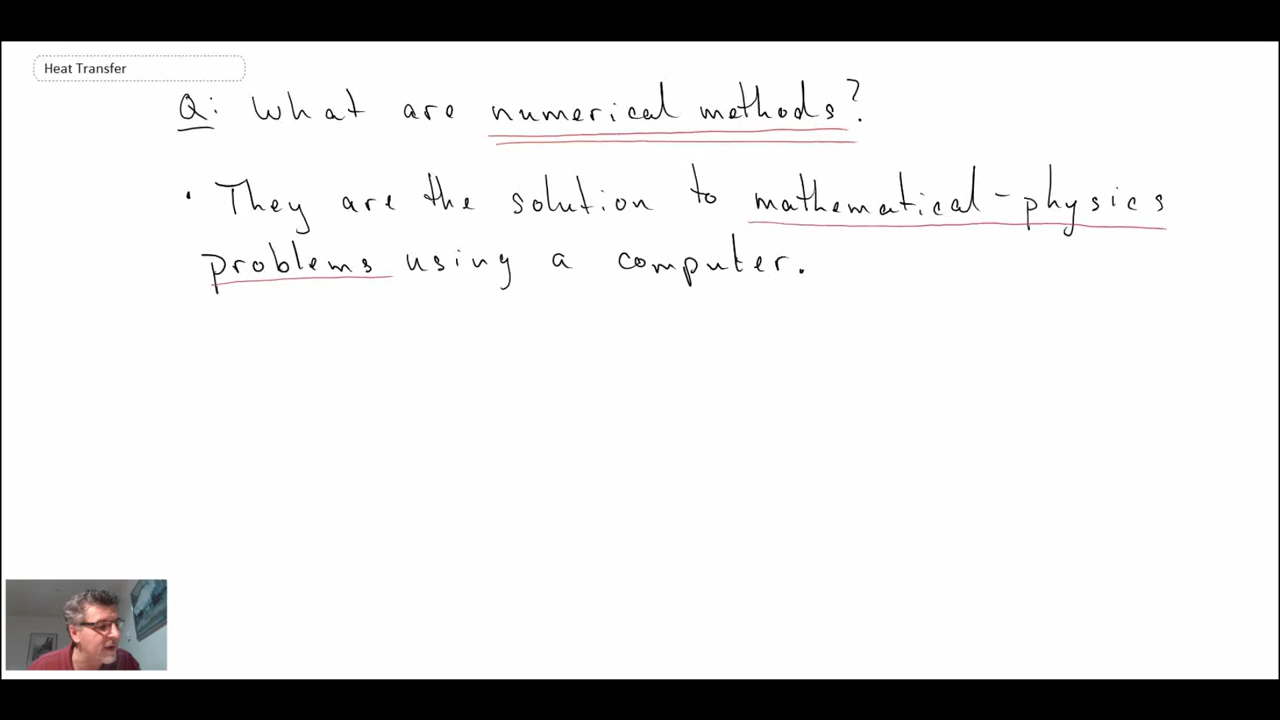 Heat Transfer
Q: What are numerical methods?
• They are the solution to mathematical-physics
problems using a computer.